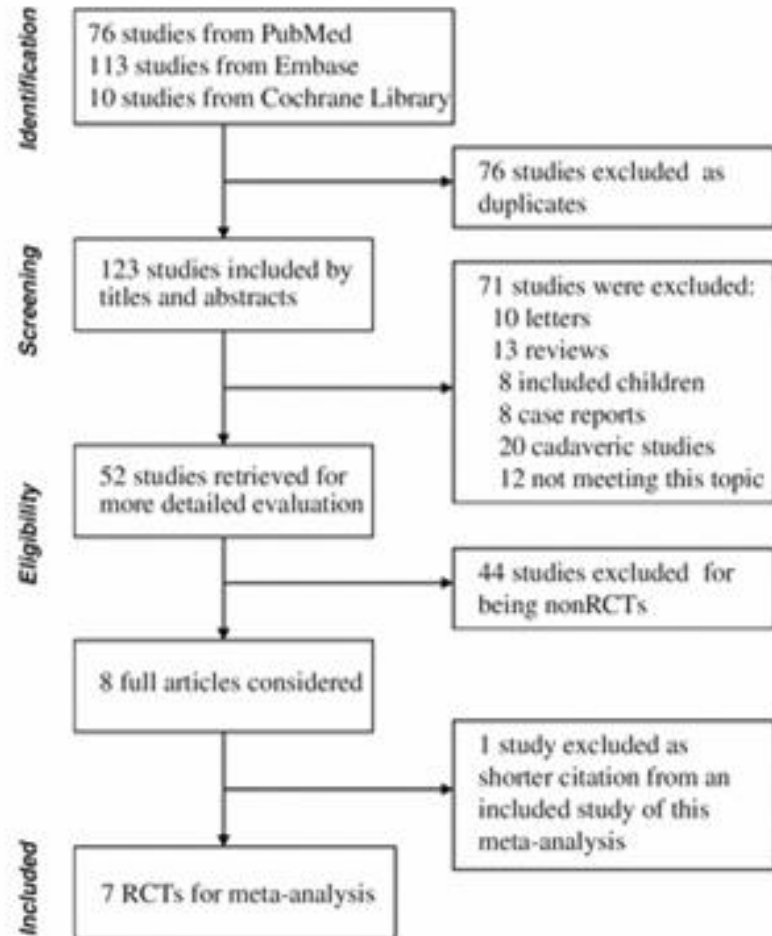 Identification
76 studies from PubMed
113 studies from Embase
10 studies from Cochrane Library
76 studies excluded as
duplicates
Screening
123 studies included by
titles and abstracts
71 studies were excluded:
10 letters
13 reviews
8 included children
8 case reports
20 cadaveric studies
12 not meeting this topic
Eligibility
52 studies retrieved for
more detailed evaluation
44 studies excluded for
being nonRCTs
8 full articles considered
1 study excluded as
shorter citation from an
included study of this
meta-analysis
Included
7 RCTs for meta-analysis